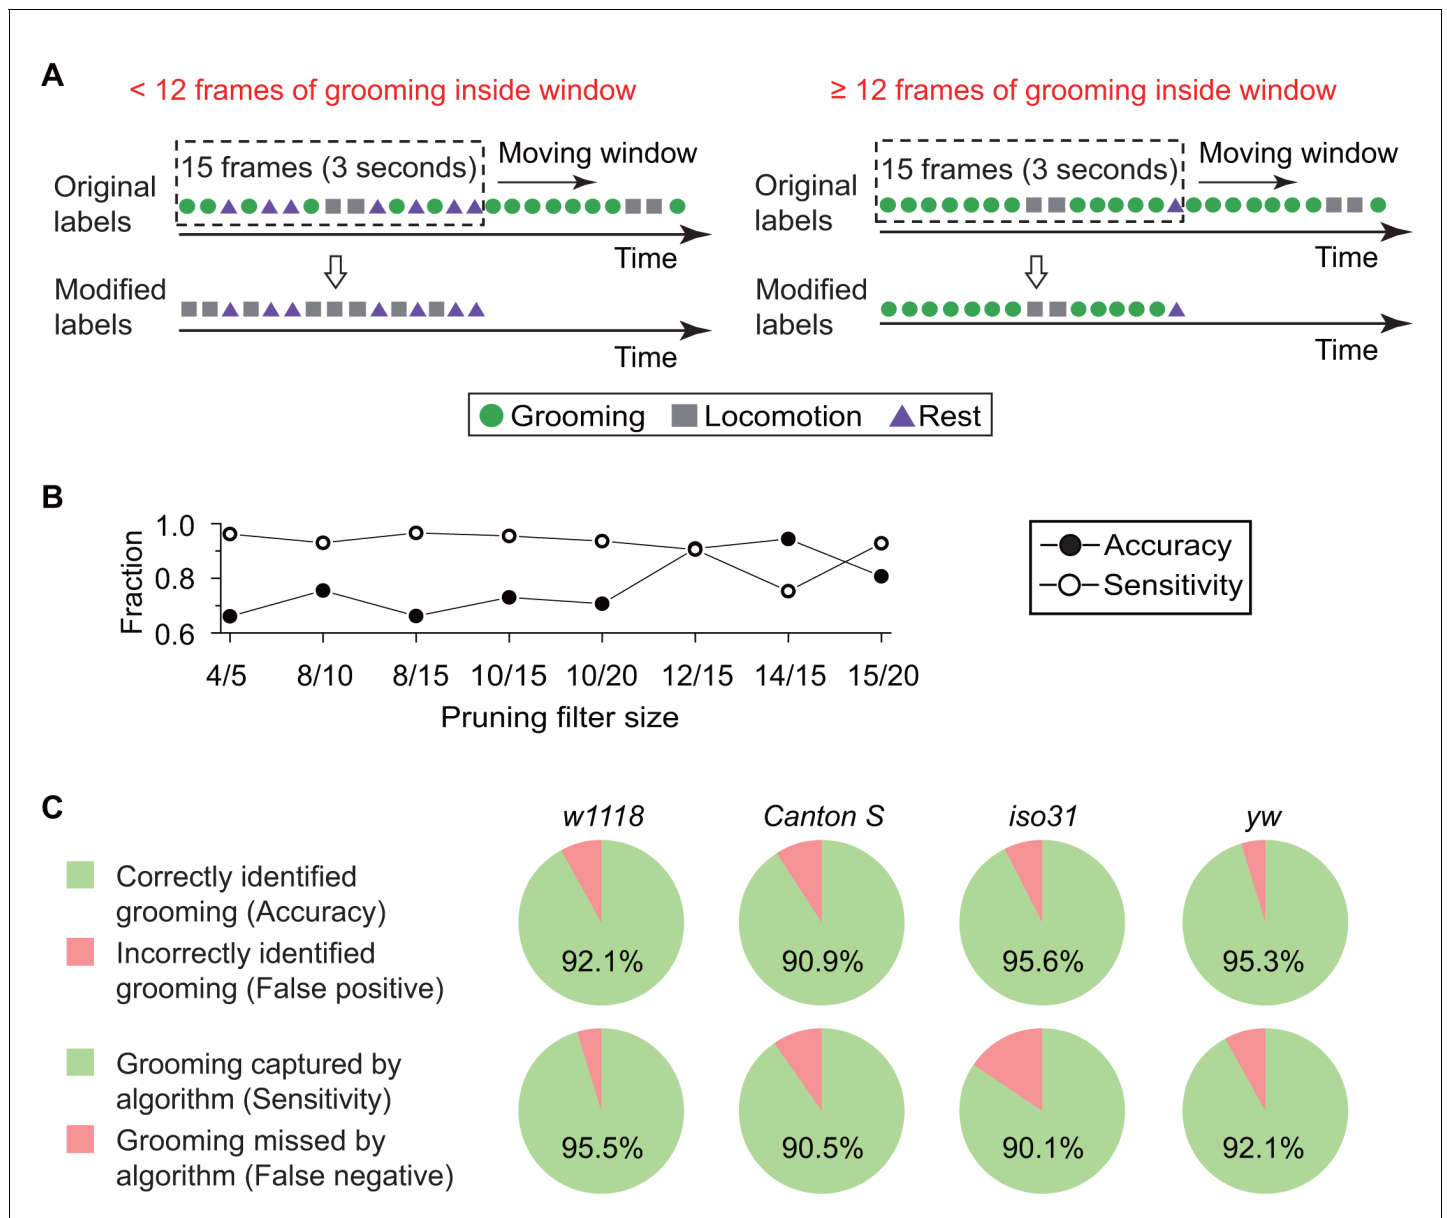 A
< 12 frames of grooming inside window
≥ 12 frames of grooming inside window
15 frames (3 seconds)
Moving window
Original
labels
Time
Modified
labels
Time
15 frames (3 seconds)
Moving window
Original
labels
Time
Modified
labels
Time
Grooming
Locomotion
Rest
B
Fraction
1.0
0.8
0.6
4/5
8/10
8/15
10/15
10/20
12/15
14/15
15/20
Pruning filter size
Accuracy
Sensitivity
C
w1118
Canton S
iso31
yw
Correctly identified
grooming (Accuracy)
Incorrectly identified
grooming (False positive)
92.1%
90.9%
95.6%
95.3%
Grooming captured by
algorithm (Sensitivity)
Grooming missed by
algorithm (False negative)
95.5%
90.5%
90.1%
92.1%